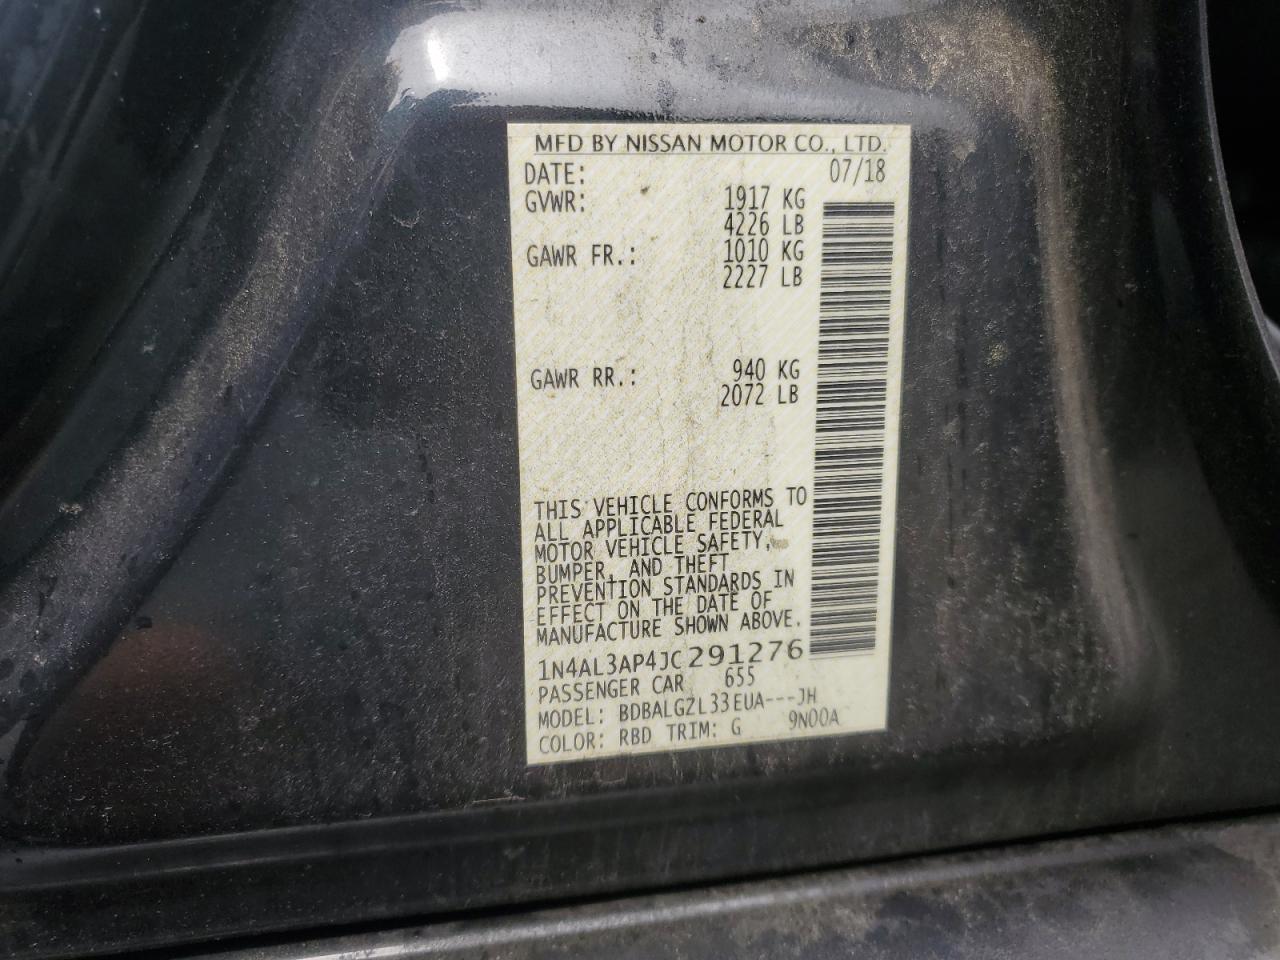 MFD BY NISSAN MOTOR CO., LTD.
DATE: 07/18
GVWR: 1917 KG
4226 LB
GAWR FR.: 1010 KG
2227 LB
GAWR RR.: 940 KG
2072 LB
THIS VEHICLE CONFORMS TO
ALL APPLICABLE FEDERAL
MOTOR VEHICLE SAFETY,
BUMPER, AND THEFT
PREVENTION STANDARDS IN
EFFECT ON THE DATE OF
MANUFACTURE SHOWN ABOVE.
1N4AL3AP4JC291276
PASSENGER CAR 655
MODEL: BDBALGZL33EUA---JH
COLOR: RBD TRIM: G 9N00A